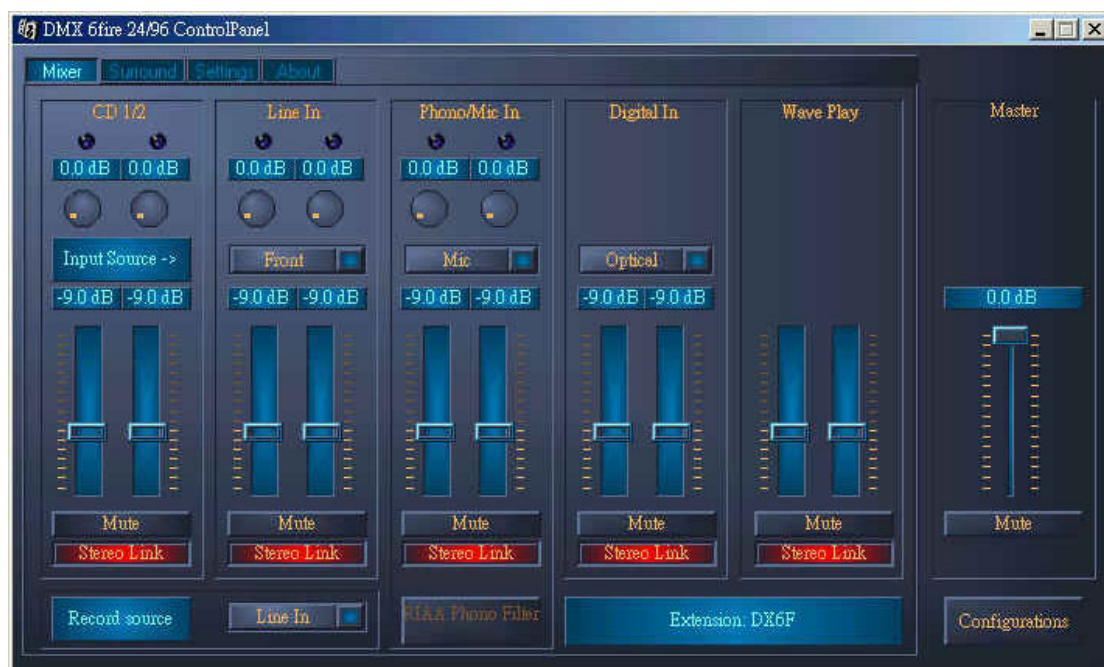 DMX 6fire 24/96 ControlPanel
Mixer Surround Settings About
CD 1/2 Line In Phono/Mic In Digital In Wave Play Master
0.0 dB 0.0 dB 0.0 dB 0.0 dB 0.0 dB 0.0 dB
Input Source -> Front Mic Optical
-9.0 dB -9.0 dB -9.0 dB -9.0 dB -9.0 dB -9.0 dB -9.0 dB -9.0 dB 0.0 dB
Mute Mute Mute Mute Mute Mute
Stereo Link Stereo Link Stereo Link Stereo Link Stereo Link
Record source Line In RIAA Phono Filter Extension: DX6F Configurations